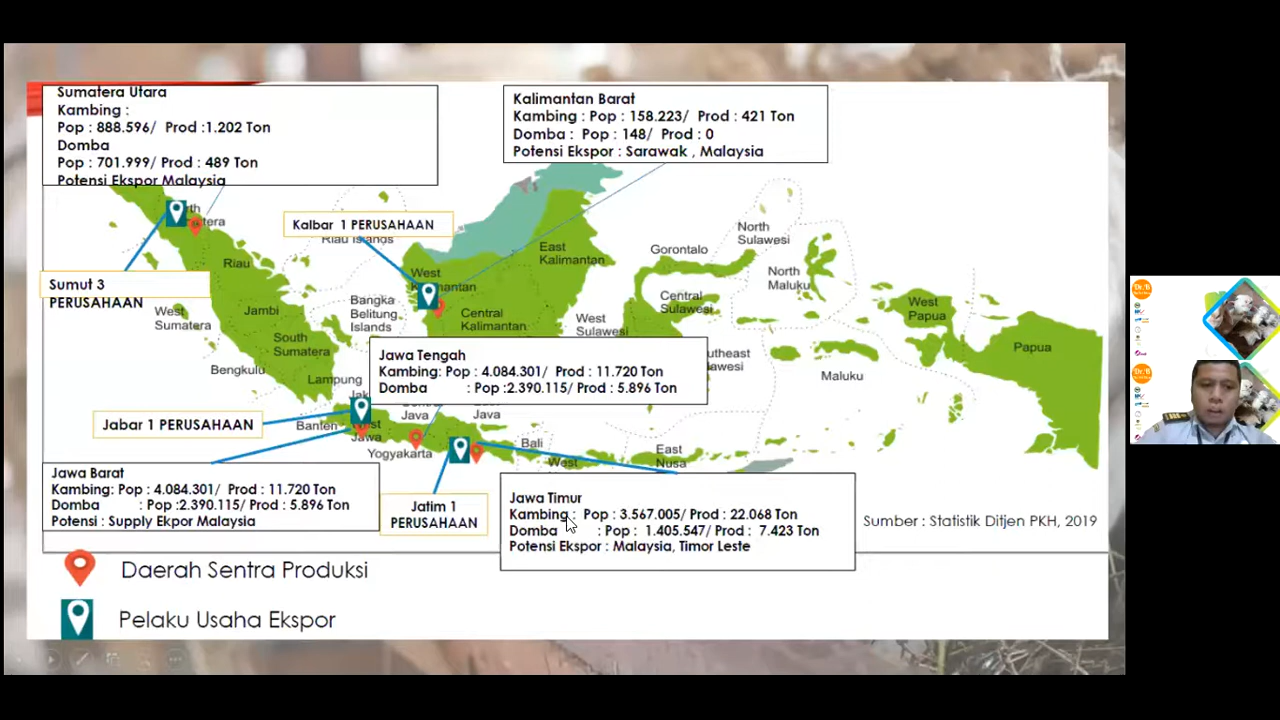 Sumatera Utara
Kambing :
Pop : 888.596/ Prod :1.202 Ton
Domba
Pop : 701.999/ Prod : 489 Ton
Potensi Ekspor Malaysia
Kalimantan Barat
Kambing : Pop : 158.223/ Prod : 421 Ton
Domba : Pop : 148/ Prod : 0
Potensi Ekspor : Sarawak , Malaysia
Kalbar 1 PERUSAHAAN
Riau Islands
Sumut 3
PERUSAHAAN
Riau
West
Sumatera
Jambi
Bengkulu
South
Sumatera
Bangka
Belitung
Islands
Lampung
West
East
Kalimantan
Central
Kalimantan
West
Sulawesi
Gorontalo
Central
Sulawesi
North
Sulawesi
North
Maluku
Maluku
West
Papua
Papua
Jawa Tengah
Kambing: Pop : 4.084.301/ Prod : 11.720 Ton
Domba : Pop :2.390.115/ Prod : 5.896 Ton
Jabar 1 PERUSAHAAN
Banten
West
Jawa
Java
Java
Yogyakarta
Bali
West
East
Nusa
Jawa Barat
Kambing: Pop : 4.084.301/ Prod : 11.720 Ton
Domba : Pop :2.390.115/ Prod : 5.896 Ton
Potensi : Supply Ekpor Malaysia
Jatim 1
PERUSAHAAN
Jawa Timur
Kambing : Pop : 3.567.005/ Prod : 22.068 Ton
Domba : Pop : 1.405.547/ Prod : 7.423 Ton
Potensi Ekspor : Malaysia, Timor Leste
Sumber : Statistik Ditjen PKH, 2019
Daerah Sentra Produksi
Pelaku Usaha Ekspor